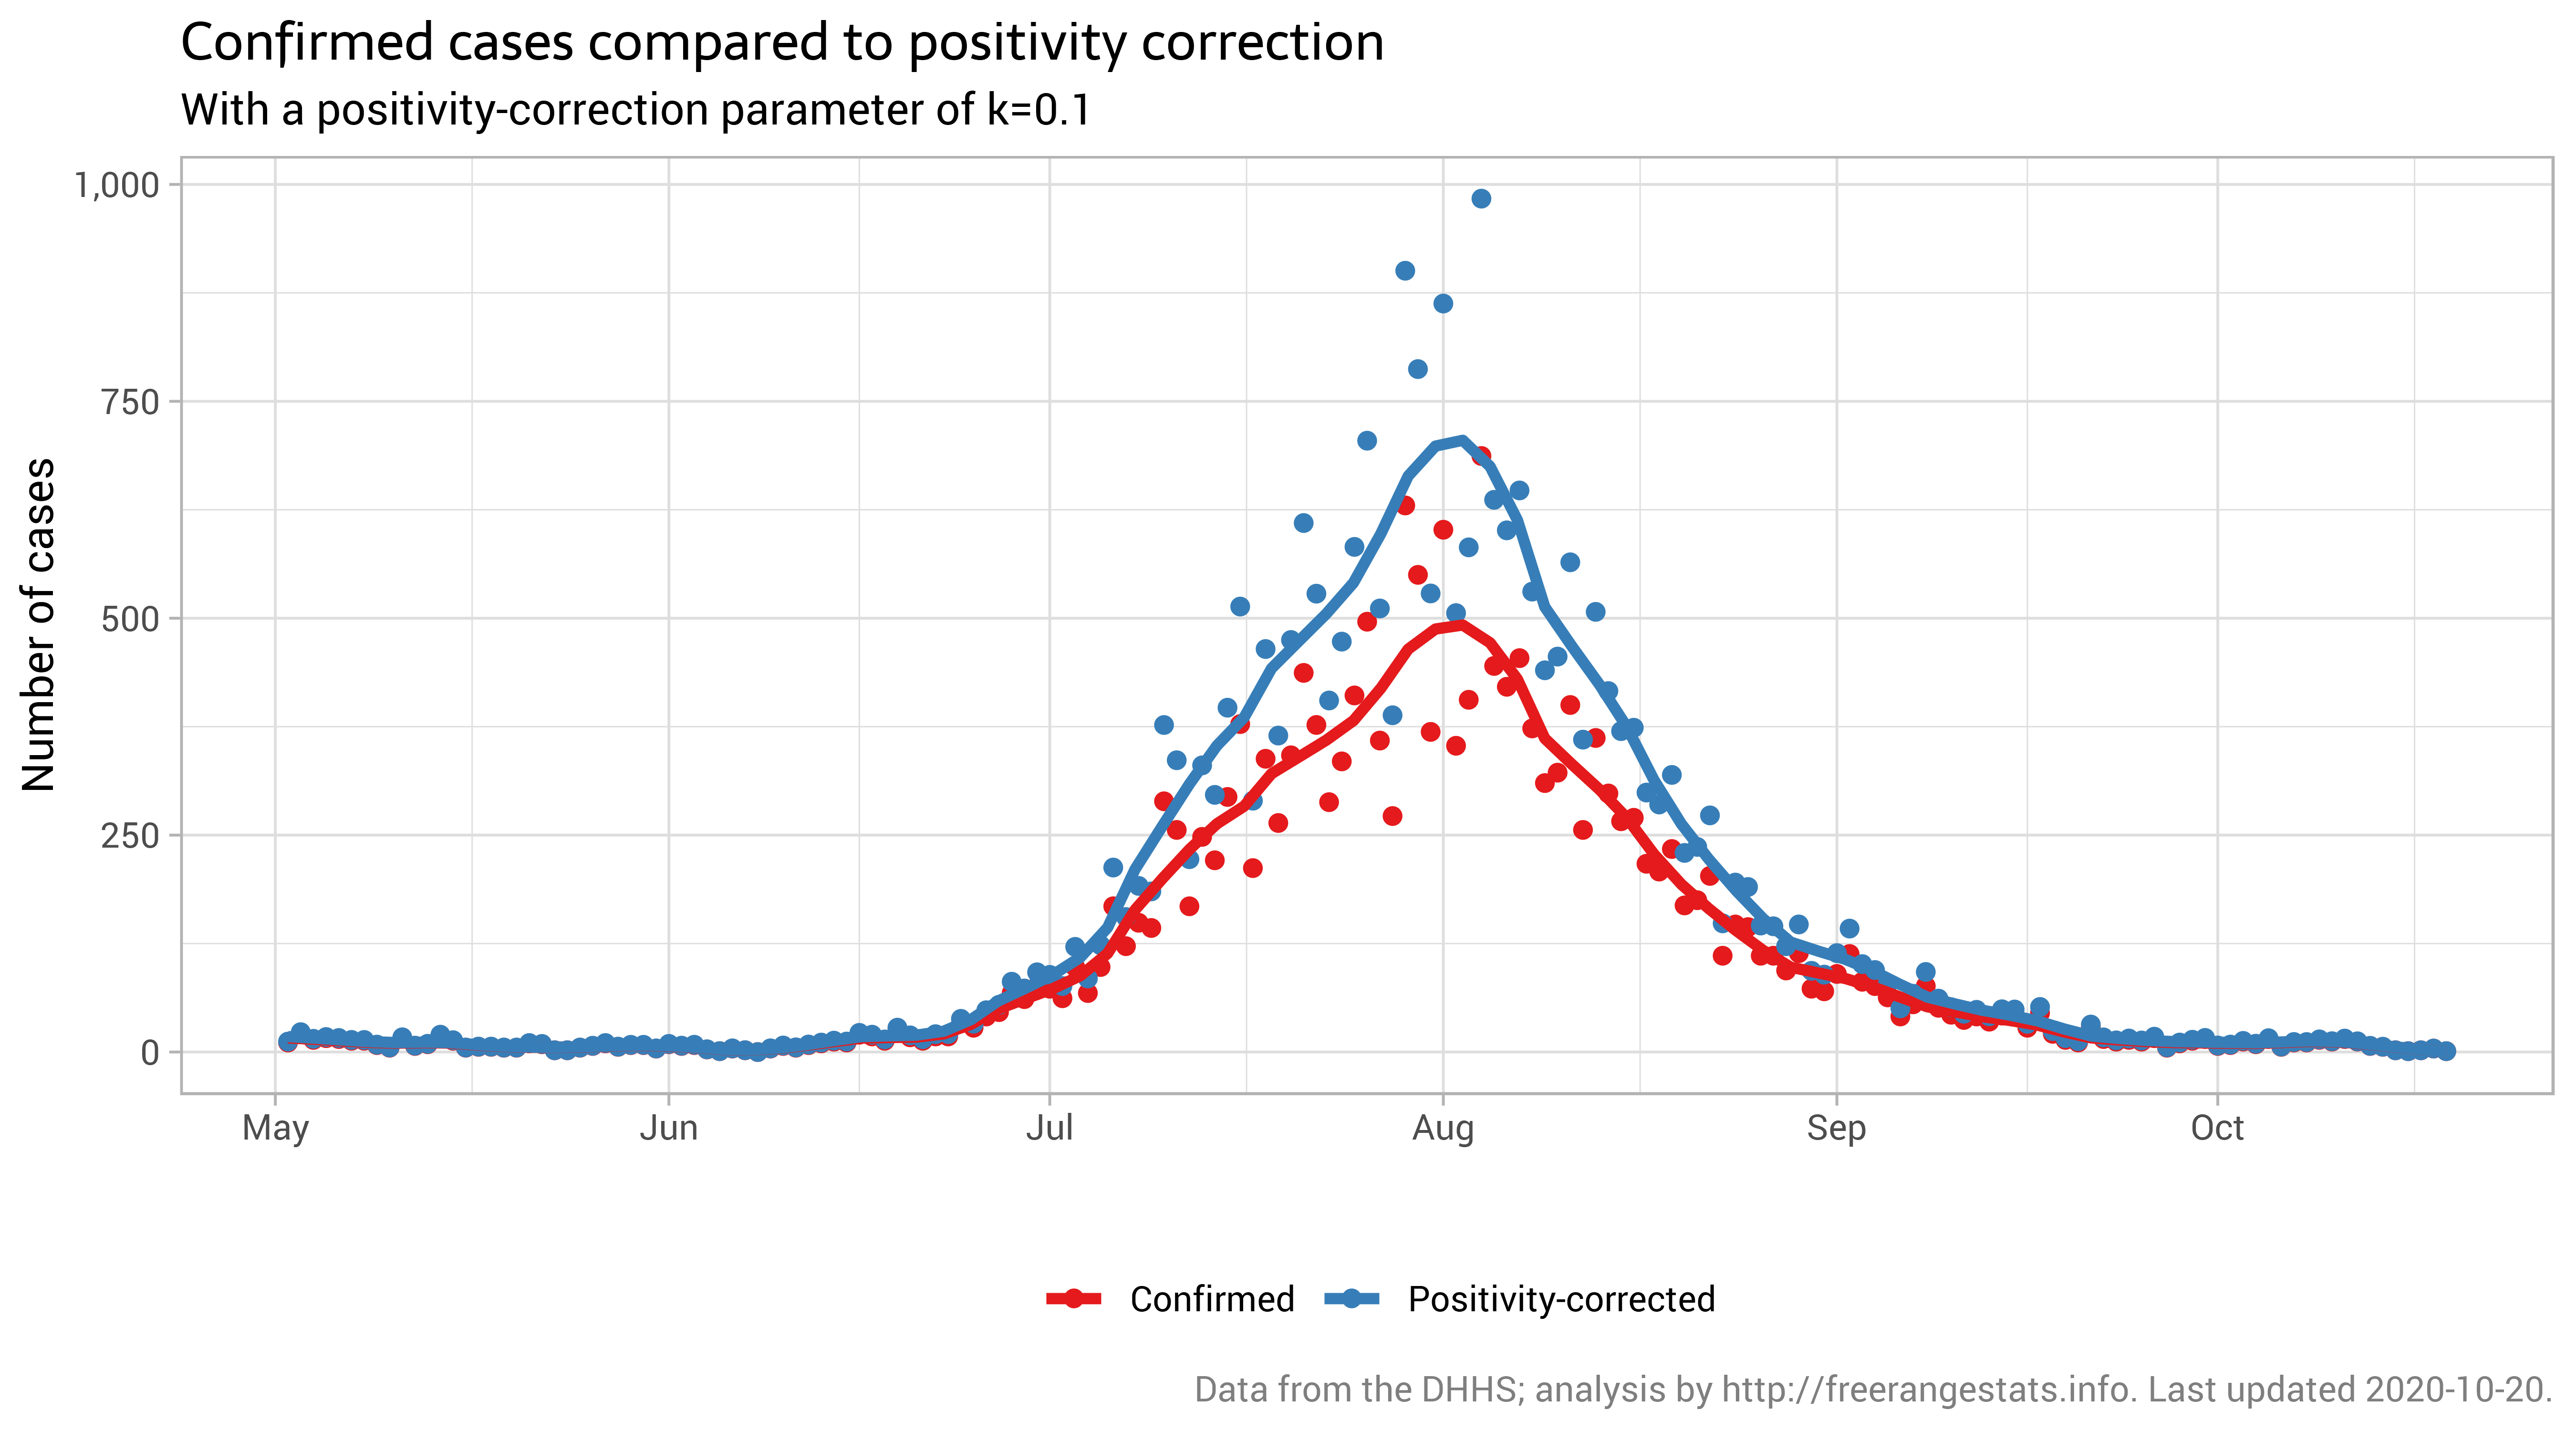 Confirmed cases compared to positivity correction
With a positivity-correction parameter of k=0.1
Number of cases
1,000
750
500
250
0
May Jun Jul Aug Sep Oct
Confirmed Positivity-corrected
Data from the DHHS; analysis by http://freerangestats.info. Last updated 2020-10-20.